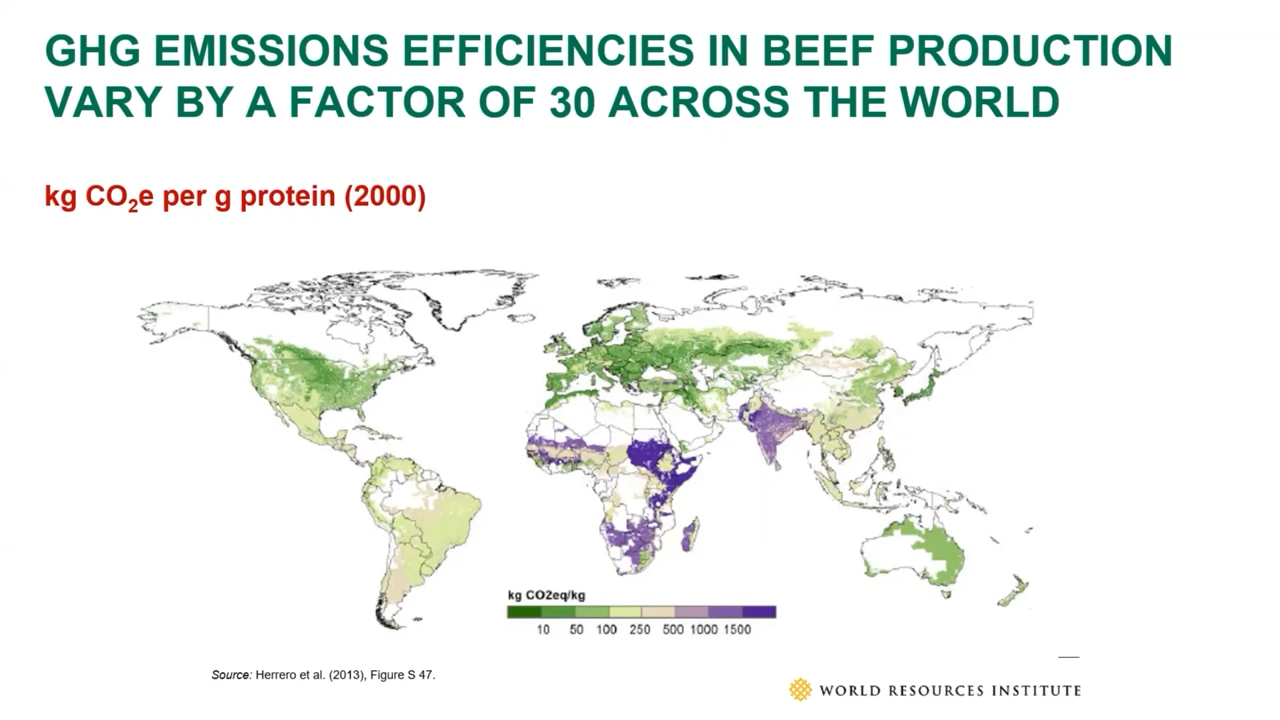 GHG EMISSIONS EFFICIENCIES IN BEEF PRODUCTION
VARY BY A FACTOR OF 30 ACROSS THE WORLD
kg CO₂e per g protein (2000)
kg CO2eq/kg
10 50 100 250 500 1000 1500
Source: Herrero et al. (2013), Figure S 47.
WORLD RESOURCES INSTITUTE